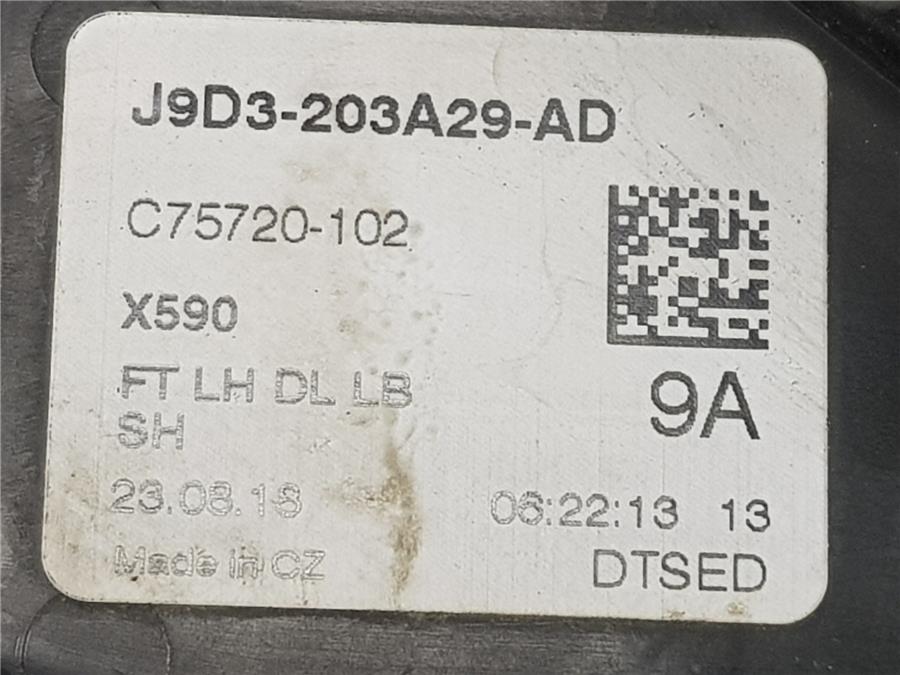 J9D3-203A29-AD
C75720-102
X590
FT LH DL LB
SH
9A
23.08.18 06:22:13 13
Made in CZ DTSED